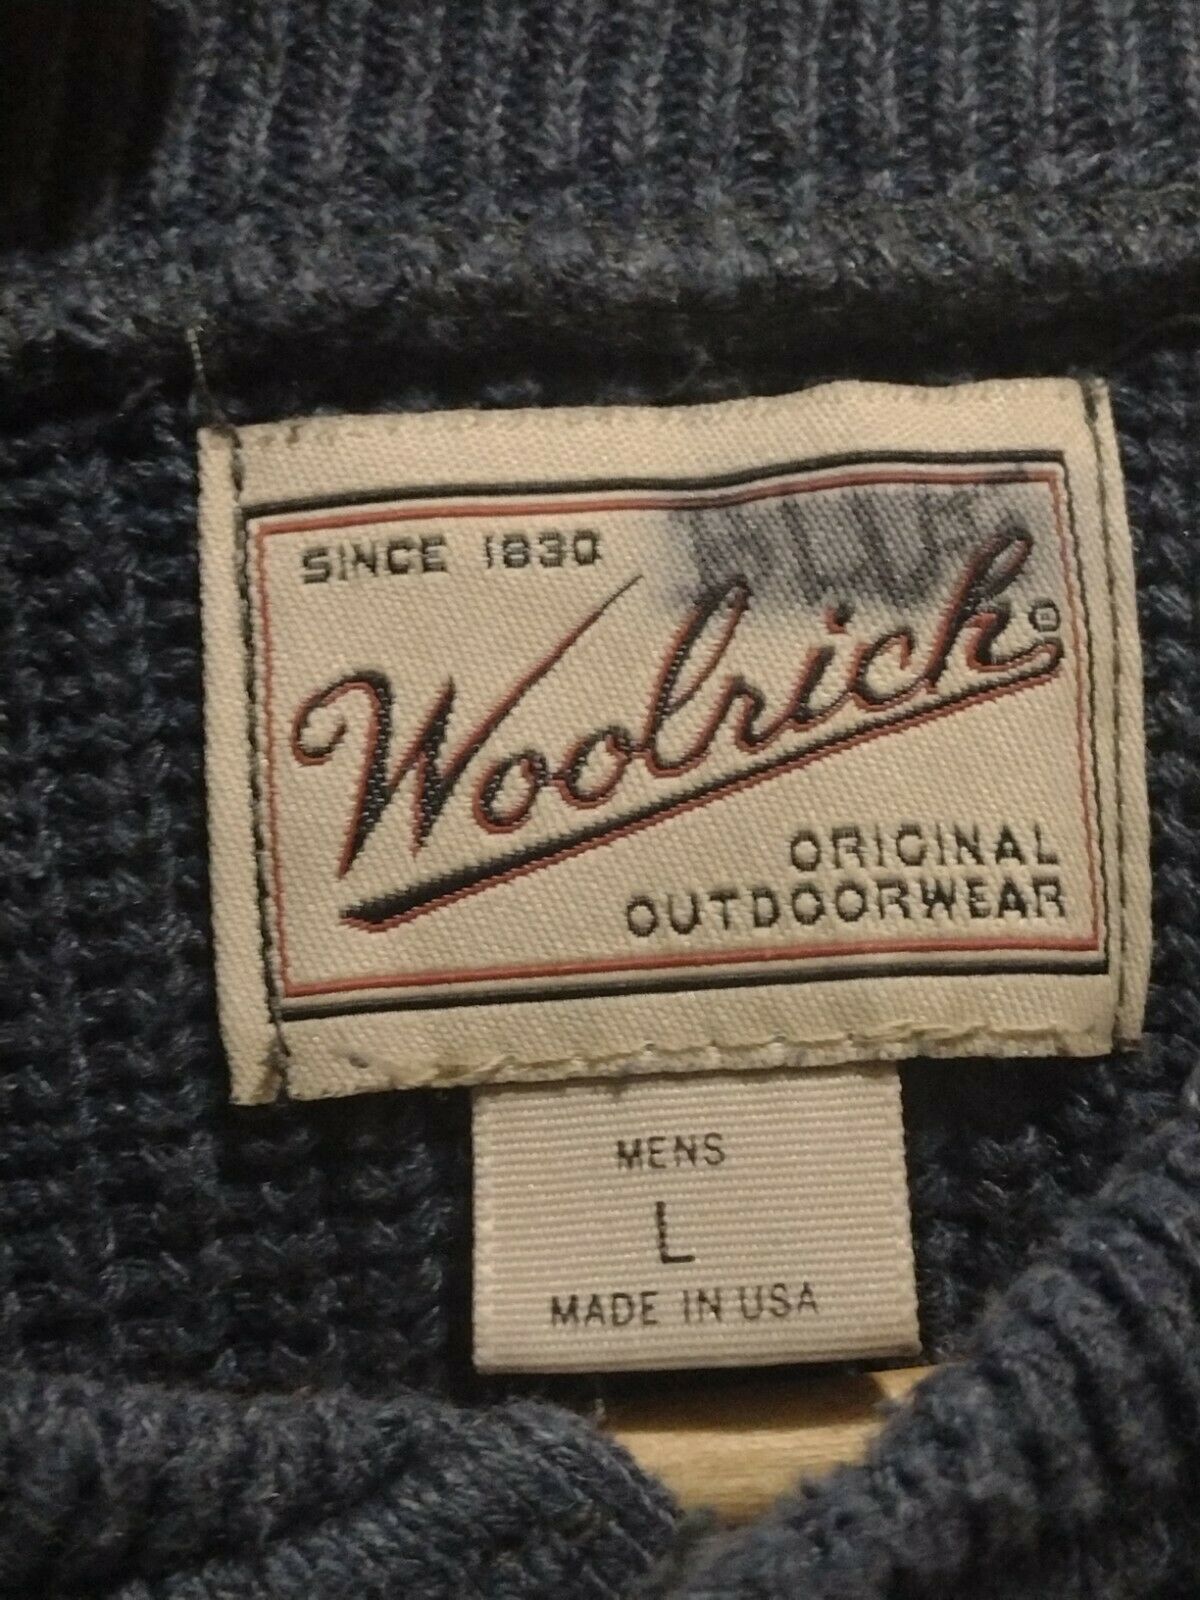 SINCE 1830
Woolrich®
ORIGINAL
OUTDOORWEAR
MENS
L
MADE IN USA